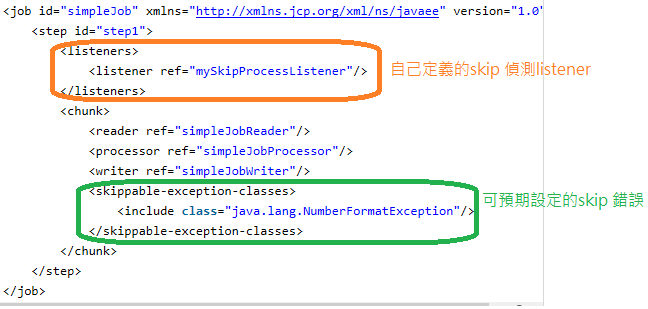 <job id="simpleJob" xmlns="http://xmlns.jcp.org/xml/ns/javaee" version="1.0"
<step id="step1">
<listeners>
<listener ref="mySkipProcessListener"/>
</listeners>
自己定義的skip 偵測listener
<chunk>
<reader ref="simpleJobReader"/>
<processor ref="simpleJobProcessor"/>
<writer ref="simpleJobWriter"/>
<skippable-exception-classes>
<include class="java.lang.NumberFormatException"/>
</skippable-exception-classes>
可預期設定的skip 錯誤
</chunk>
</step>
</job>